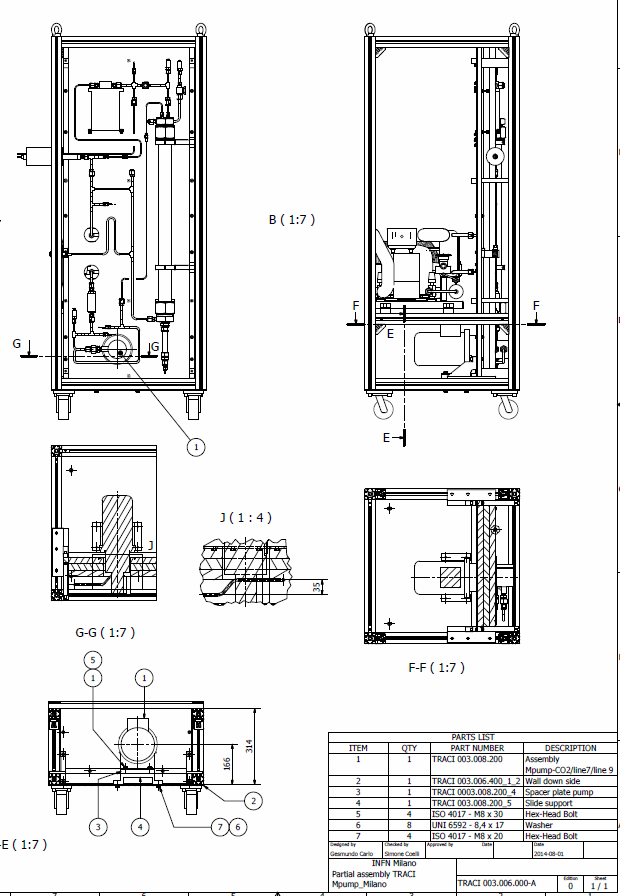 B ( 1:7 )
F
F
E
G
G
E
1
J ( 1 : 4 )
J
35
G-G ( 1:7 )
F-F ( 1:7 )
5
1
1
314
166
2
3
4
7
6
-E ( 1:7 )
PARTS LIST
ITEM QTY PART NUMBER DESCRIPTION
1 1 TRACI 003.008.200 Assembly
Mpump-CO2/line7/line 9
2 1 TRACI 003.006.400_1_2 Wall down side
3 1 TRACI 0003.008.200_4 Spacer plate pump
4 1 TRACI 003.008.200_5 Slide support
5 4 ISO 4017 - M8 x 30 Hex-Head Bolt
6 8 UNI 6592 - 8,4 x 17 Washer
7 4 ISO 4017 - M8 x 20 Hex-Head Bolt
Designed by Checked by Approved by Date Date
Gesmundo Carlo Simone Coelli 2014-08-01
INFN Milano
Partial assembly TRACI
Mpump_Milano
TRACI 003.006.000-A
Edition Sheet
0 1 / 1